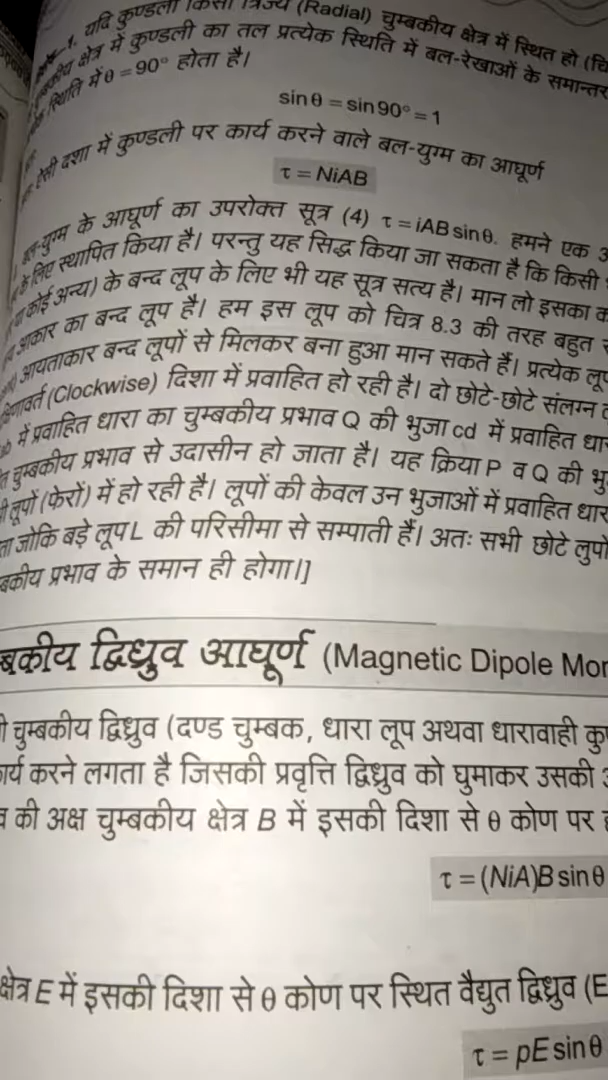 1. यदि कुण्डली किसी त्रिज्य (Radial) चुम्बकीय क्षेत्र में स्थित हो
चुम्बकीय क्षेत्र में कुण्डली का तल प्रत्येक स्थिति में बल-रेखाओं के समान्तर
स्थिति में θ = 90° होता है।
sin θ = sin 90° = 1
ऐसी दशा में कुण्डली पर कार्य करने वाले बल-युग्म का आघूर्ण
τ = NiAB
बल-युग्म के आघूर्ण का उपरोक्त सूत्र (4) τ = iAB sin θ. हमने एक
के लिए स्थापित किया है। परन्तु यह सिद्ध किया जा सकता है कि किसी
कोई अन्य) के बन्द लूप के लिए भी यह सूत्र सत्य है। मान लो इसका
आकार का बन्द लूप है। हम इस लूप को चित्र 8.3 की तरह बहुत
आयताकार बन्द लूपों से मिलकर बना हुआ मान सकते हैं। प्रत्येक लूप
(Clockwise) दिशा में प्रवाहित हो रही है। दो छोटे-छोटे संलग्न
ab में प्रवाहित धारा का चुम्बकीय प्रभाव Q की भुजा cd में प्रवाहित
चुम्बकीय प्रभाव से उदासीन हो जाता है। यह क्रिया P व Q की
लूपों (फेरों) में हो रही है। लूपों की केवल उन भुजाओं में प्रवाहित
जोकि बड़े लूप L की परिसीमा से सम्पाती हैं। अतः सभी छोटे लुपों
बकीय प्रभाव के समान ही होगा।]
बकीय द्विध्रुव आघूर्ण (Magnetic Dipole Mor
चुम्बकीय द्विध्रुव (दण्ड चुम्बक, धारा लूप अथवा धारावाही
कार्य करने लगता है जिसकी प्रवृत्ति द्विध्रुव को घुमाकर उसकी
की अक्ष चुम्बकीय क्षेत्र B में इसकी दिशा से θ कोण पर
τ = (NiA)B sin θ
क्षेत्र E में इसकी दिशा से θ कोण पर स्थित वैद्युत द्विध्रुव (E
τ = pE sin θ